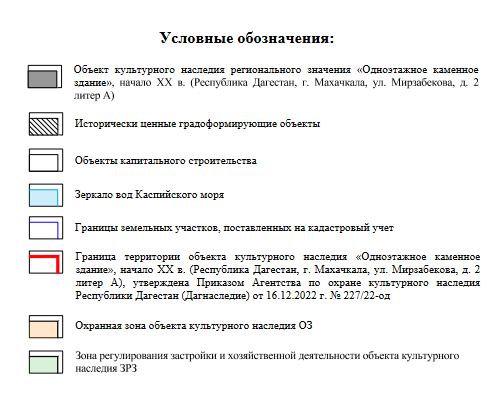 Условные обозначения:
Объект культурного наследия регионального значения «Одноэтажное каменное
здание», начало XX в. (Республика Дагестан, г. Махачкала, ул. Мирзабекова, д. 2
литер А)
Исторически ценные градоформирующие объекты
Объекты капитального строительства
Зеркало вод Каспийского моря
Границы земельных участков, поставленных на кадастровый учет
Граница территории объекта культурного наследия «Одноэтажное каменное
здание», начало XX в. (Республика Дагестан, г. Махачкала, ул. Мирзабекова, д. 2
литер А), утверждена Приказом Агентства по охране культурного наследия
Республики Дагестан (Дагнаследие) от 16.12.2022 г. № 227/22-од
Охранная зона объекта культурного наследия ОЗ
Зона регулирования застройки и хозяйственной деятельности объекта культурного
наследия ЗРЗ